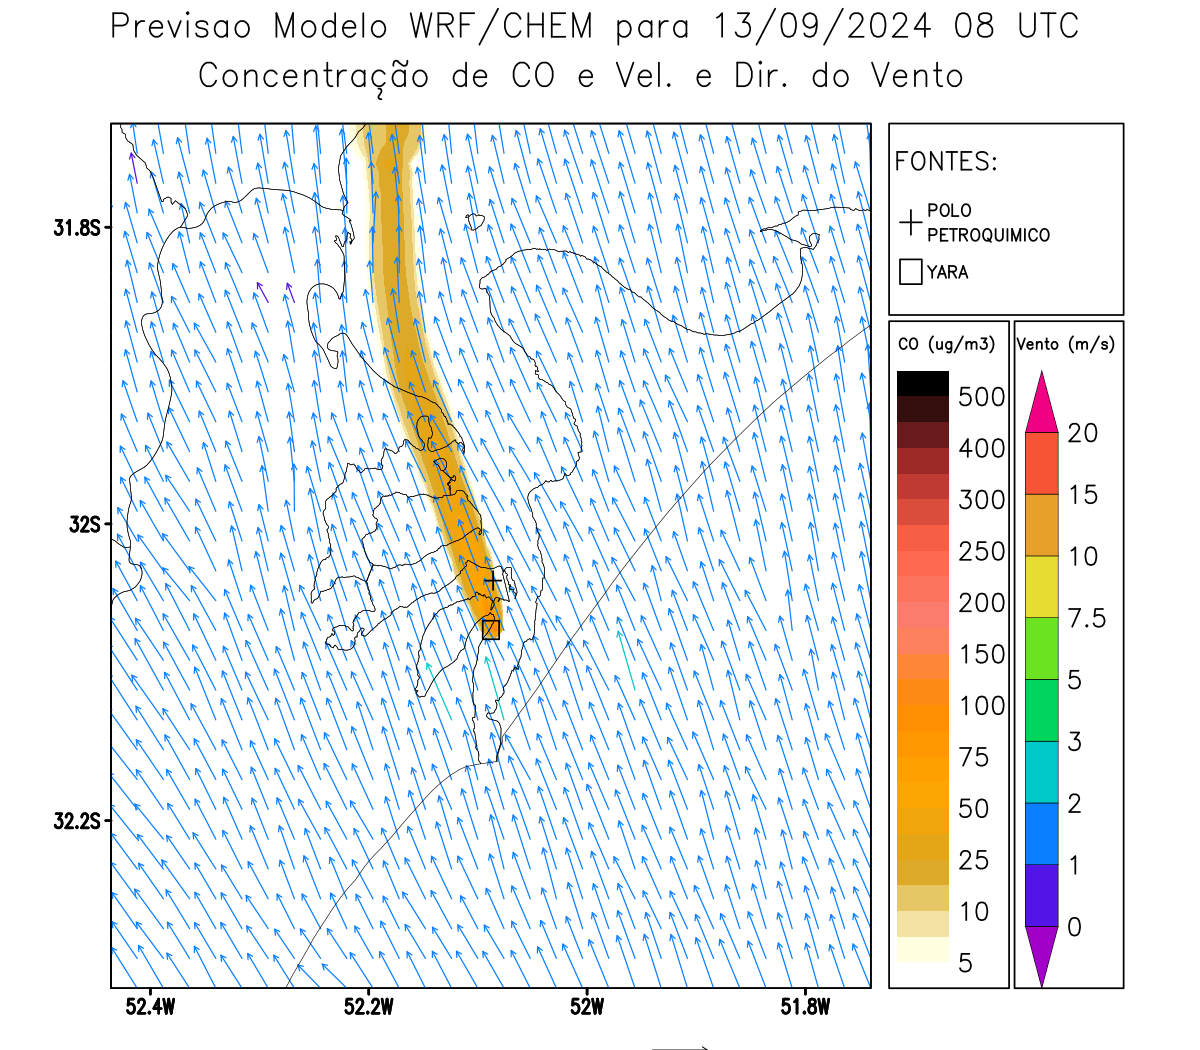 Previsao Modelo WRF/CHEM para 13/09/2024 08 UTC
Concentração de CO e Vel. e Dir. do Vento
FONTES:
POLO
PETROQUIMICO
YARA
CO (ug/m3)
500
400
300
250
200
150
100
75
50
25
10
5
Vento (m/s)
20
15
10
7.5
5
3
2
1
0
31.8S
32S
32.2S
52.4W
52.2W
52W
51.8W